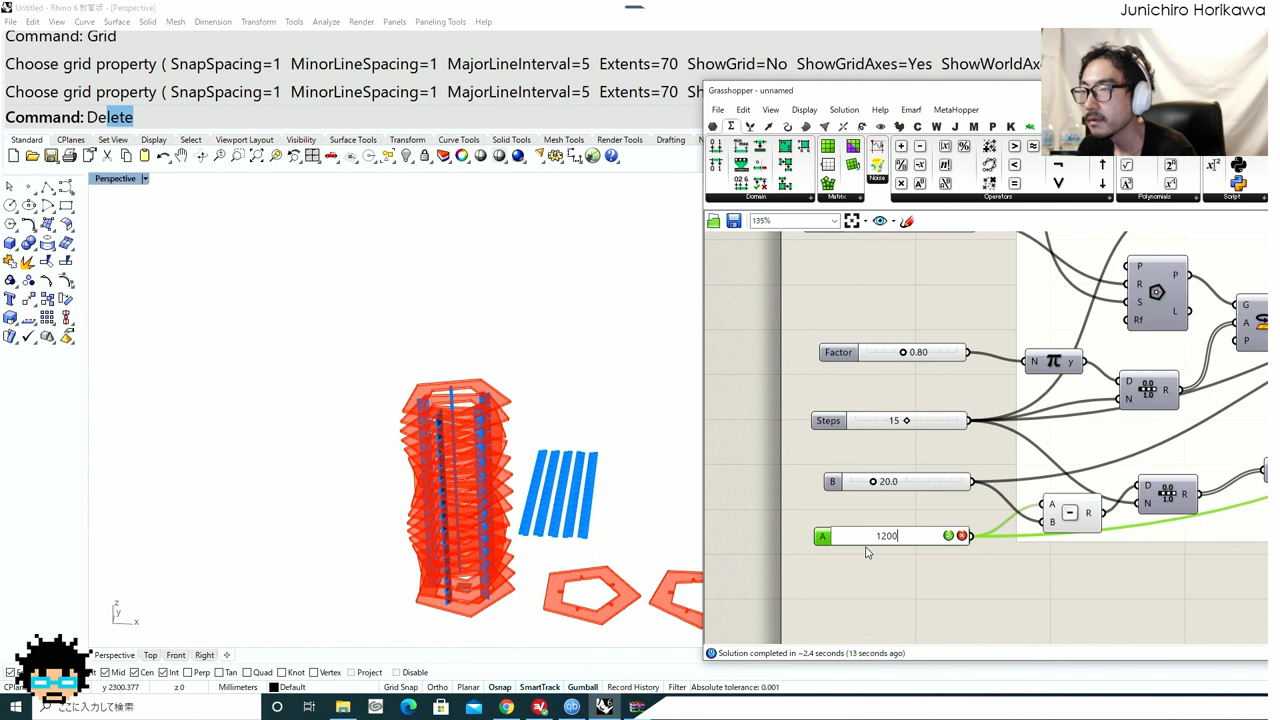 Untitled - Rhino 6 教育版 - [Perspective]
Junichiro Horikawa
File Edit View Curve Surface Solid Mesh Dimension Transform Tools Analyze Render Panels Paneling Tools Help
Command: Grid
Choose grid property ( SnapSpacing=1 MinorLineSpacing=1 MajorLineInterval=5 Extents=70 ShowGrid=No ShowGridAxes=Yes ShowWorldAx
Choose grid property ( SnapSpacing=1 MinorLineSpacing=1 MajorLineInterval=5 Extents=70 Sh
Command: Delete
Standard CPlanes Set View Display Select Viewport Layout Visibility Surface Tools Transform Curve Tools Solid Tools Mesh Tools Render Tools Drafting
Perspective
Grasshopper - unnamed
File Edit View Display Solution Help Emarf MetaHopper
C W J M P K
Domain Matrix Noise Operators Polynomials Script
135%
P
R
S
Rf
P
L
G
A
P
Factor 0.80
N y
D
N
R
Steps 15
B 20.0
D
N
R
A
B
R
A 1200
Solution completed in ~2.4 seconds (13 seconds ago)
z
y
x
Perspective Top Front Right
Mid Cen Int Perp Tan Quad Knot Vertex Project Disable
CPla y 2300.377 z 0 Millimeters Default Grid Snap Ortho Planar Osnap SmartTrack Gumball Record History Filter Absolute tolerance: 0.001
ここに入力して検索